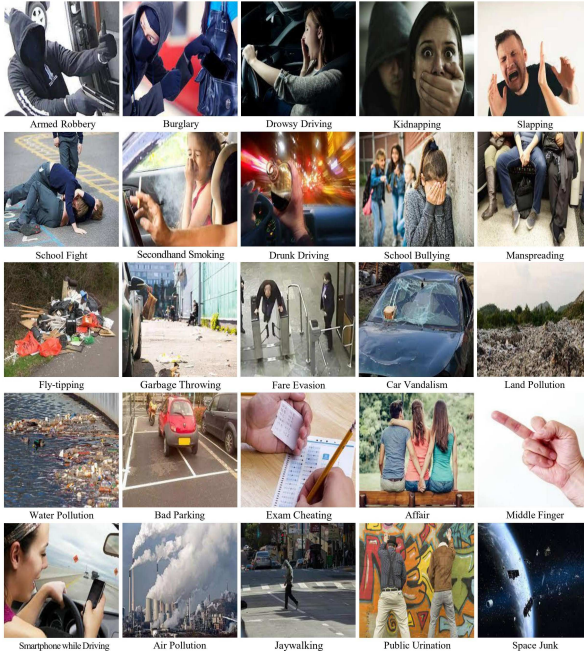 Armed Robbery
Burglary
Drowsy Driving
Kidnapping
Slapping
School Fight
Secondhand Smoking
Drunk Driving
School Bullying
Manspreading
Fly-tipping
Garbage Throwing
Fare Evasion
Car Vandalism
Land Pollution
Water Pollution
Bad Parking
Exam Cheating
Affair
Middle Finger
Smartphone while Driving
Air Pollution
Jaywalking
Public Urination
Space Junk